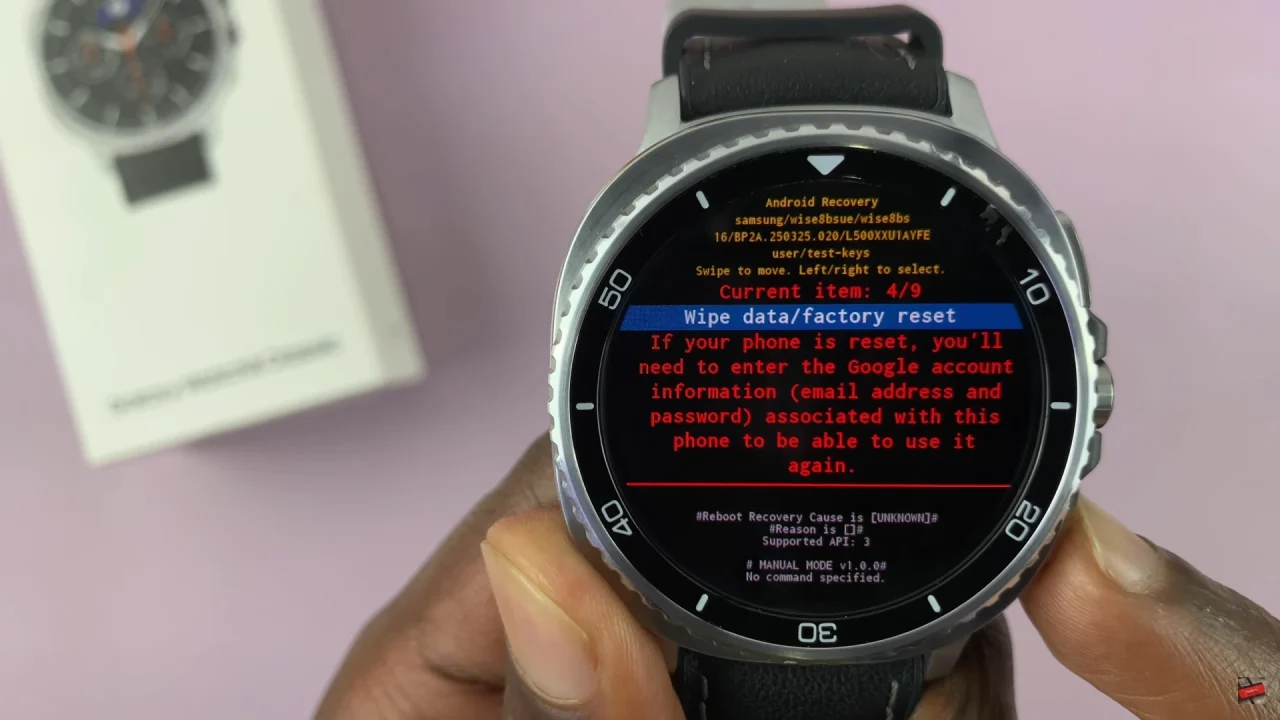 Android Recovery
samsung/wise8bsue/wise8bs
16/BP2A.250325.020/L500XXU1AYFE
user/test-keys
Swipe to move. Left/right to select.
Current item: 4/9
Wipe data/factory reset
If your phone is reset, you'll
need to enter the Google account
information (email address and
password) associated with this
phone to be able to use it
again.
#Reboot Recovery Cause is [UNKNOWN]#
#Reason is []#
Supported API: 3
# MANUAL MODE v1.0.0#
No command specified.
10
20
30
40
50